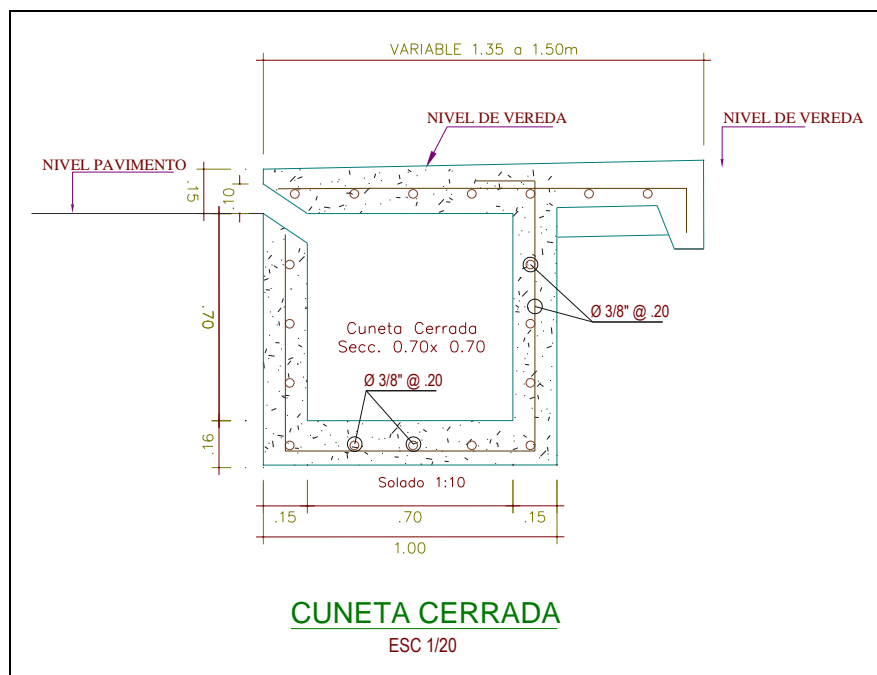 VARIABLE 1.35 a 1.50m
NIVEL DE VEREDA
NIVEL DE VEREDA
NIVEL PAVIMENTO
.15
.10
.70
Ø 3/8" @ .20
Cuneta Cerrada
Secc. 0.70x 0.70
Ø 3/8" @ .20
.16
Solado 1:10
.15
.70
.15
1.00
CUNETA CERRADA
ESC 1/20